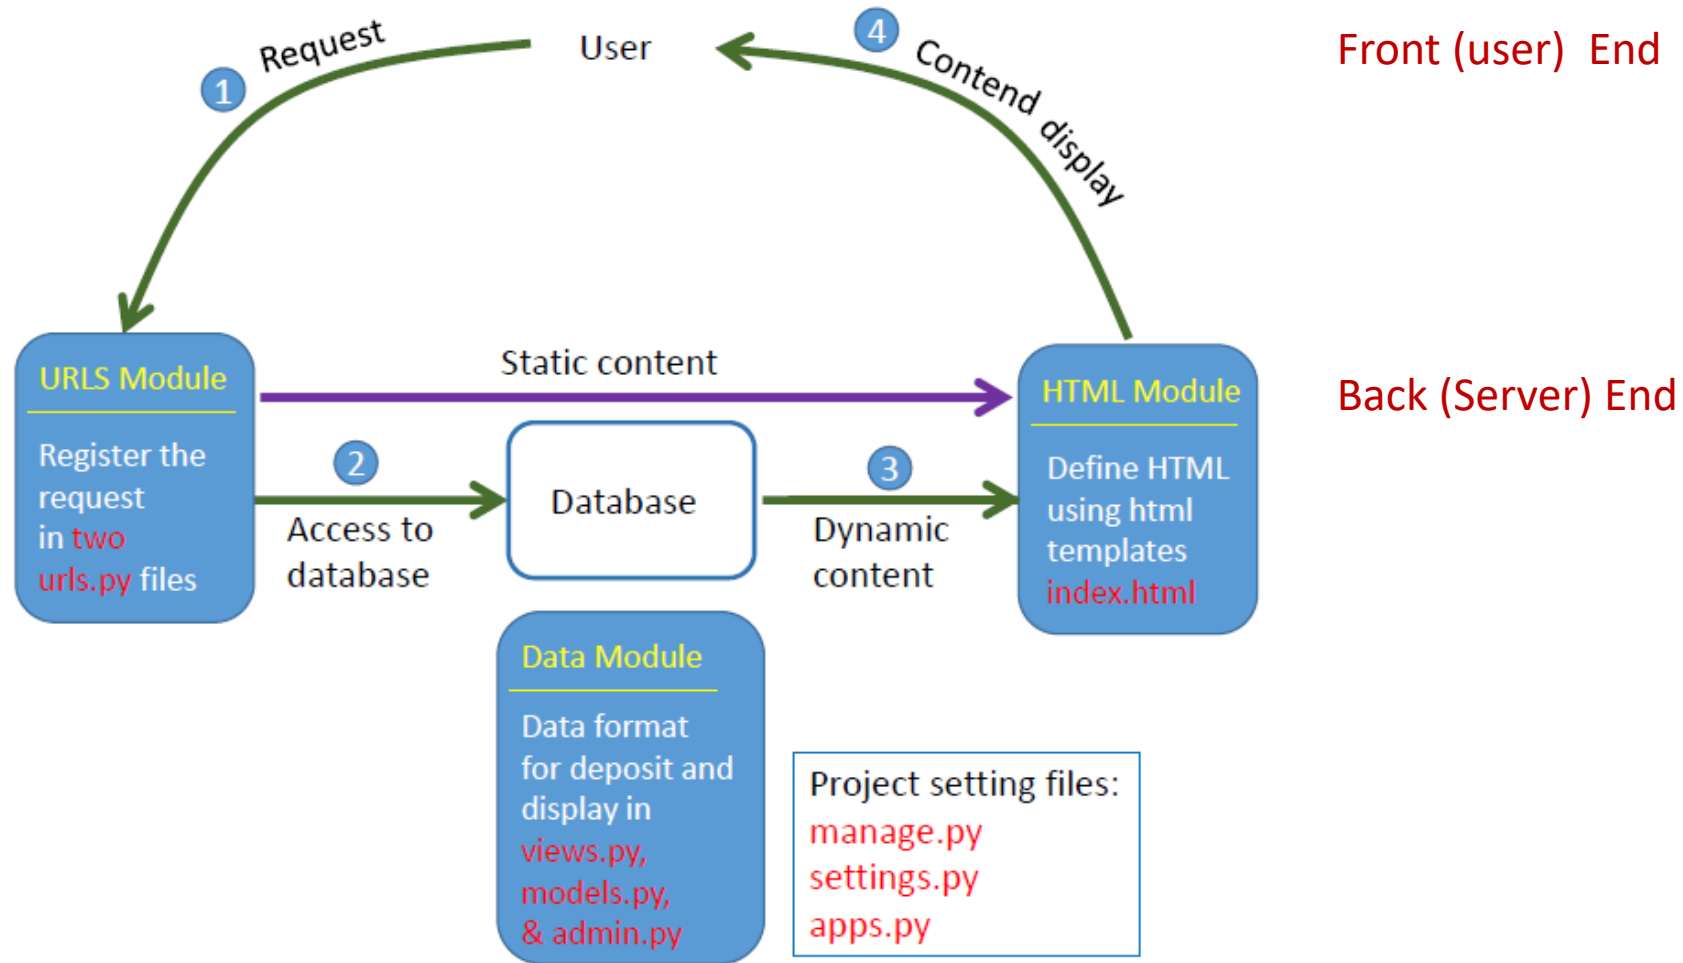 1
Request
User
4
Contend display
Front (user) End
URLS Module
Register the
request
in two
urls.py files
Static content
2
Access to
database
Database
3
Dynamic
content
HTML Module
Define HTML
using html
templates
index.html
Back (Server) End
Data Module
Data format
for deposit and
display in
views.py,
models.py,
& admin.py
Project setting files:
manage.py
settings.py
apps.py